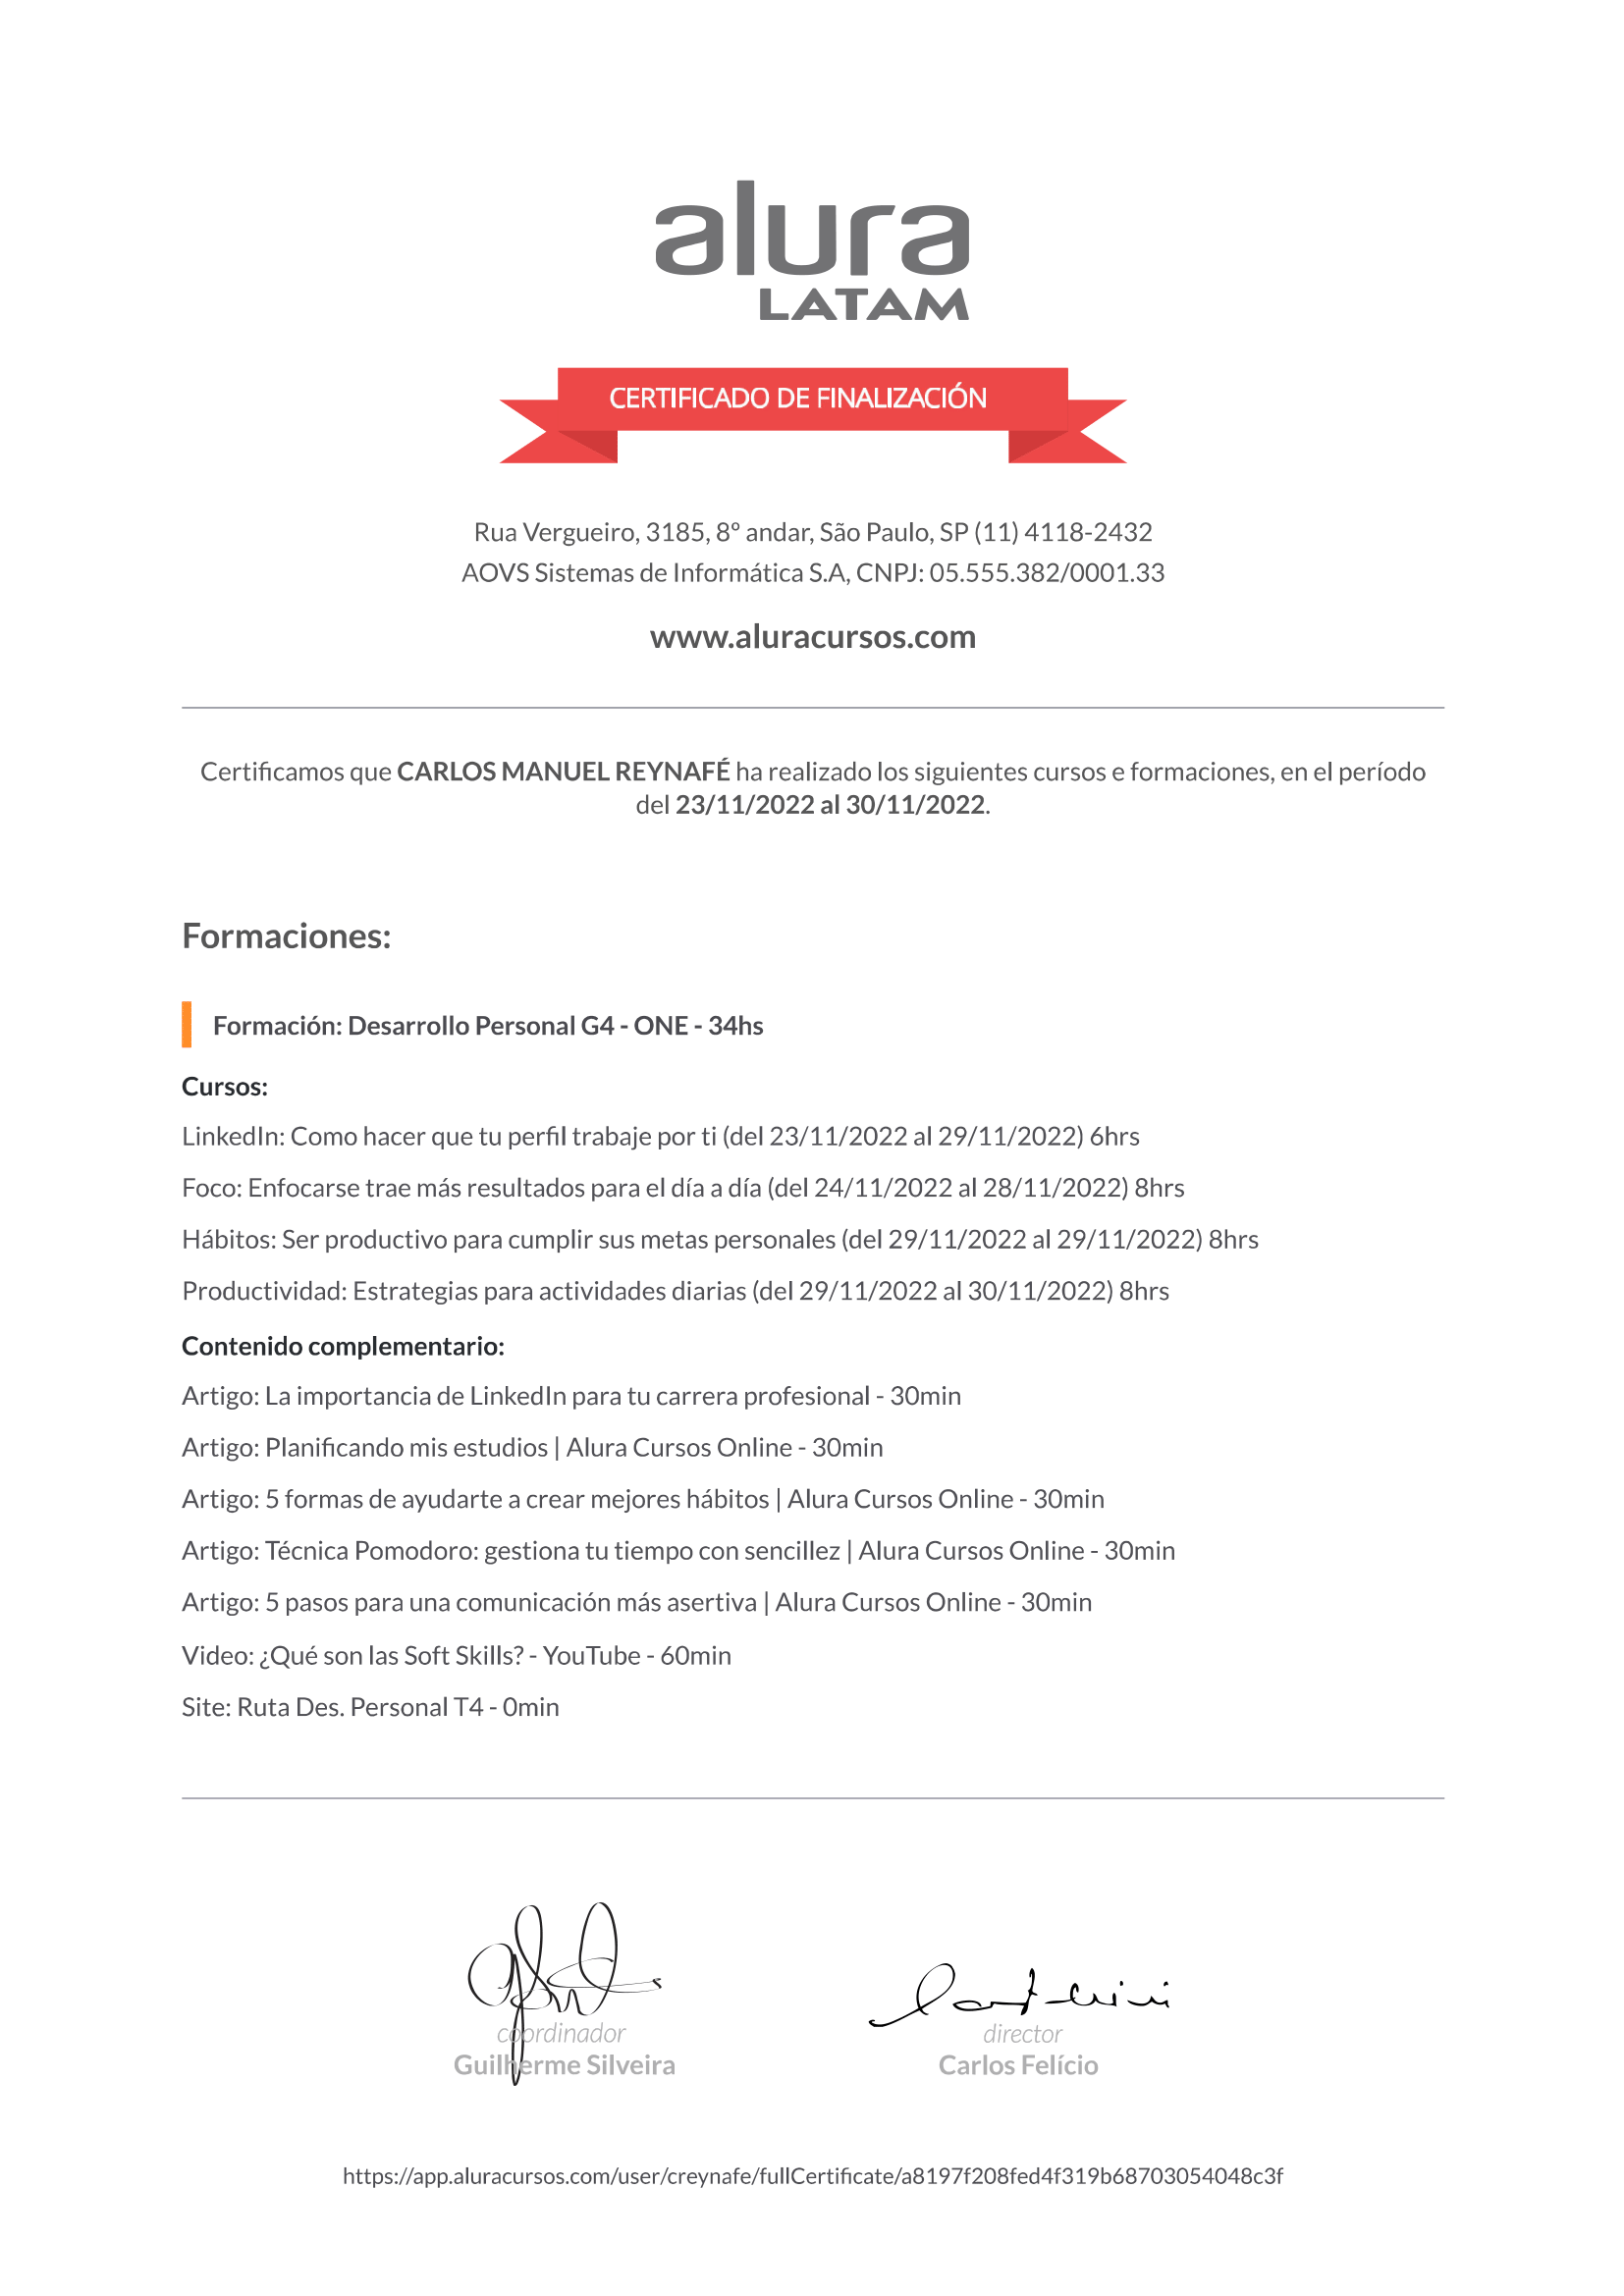 alura
LATAM
CERTIFICADO DE FINALIZACIÓN
Rua Vergueiro, 3185, 8º andar, São Paulo, SP (11) 4118-2432
AOVS Sistemas de Informática S.A, CNPJ: 05.555.382/0001.33
www.aluracursos.com
Certificamos que CARLOS MANUEL REYNAFÉ ha realizado los siguientes cursos e formaciones, en el período
del 23/11/2022 al 30/11/2022.
Formaciones:
Formación: Desarrollo Personal G4 - ONE - 34hs
Cursos:
LinkedIn: Como hacer que tu perfil trabaje por ti (del 23/11/2022 al 29/11/2022) 6hrs
Foco: Enfocarse trae más resultados para el día a día (del 24/11/2022 al 28/11/2022) 8hrs
Hábitos: Ser productivo para cumplir sus metas personales (del 29/11/2022 al 29/11/2022) 8hrs
Productividad: Estrategias para actividades diarias (del 29/11/2022 al 30/11/2022) 8hrs
Contenido complementario:
Artigo: La importancia de LinkedIn para tu carrera profesional - 30min
Artigo: Planificando mis estudios | Alura Cursos Online - 30min
Artigo: 5 formas de ayudarte a crear mejores hábitos | Alura Cursos Online - 30min
Artigo: Técnica Pomodoro: gestiona tu tiempo con sencillez | Alura Cursos Online - 30min
Artigo: 5 pasos para una comunicación más asertiva | Alura Cursos Online - 30min
Video: ¿Qué son las Soft Skills? - YouTube - 60min
Site: Ruta Des. Personal T4 - 0min
coordinador
Guilherme Silveira
director
Carlos Felício
https://app.aluracursos.com/user/creynafe/fullCertificate/a8197f208fed4f319b68703054048c3f